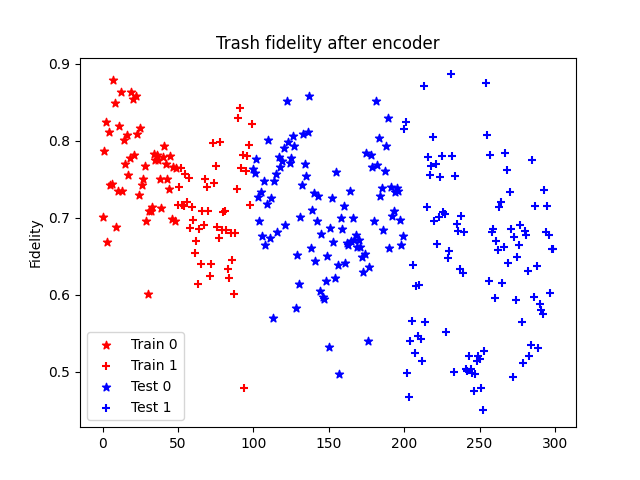 Trash fidelity after encoder
Fidelity
0.9
0.8
0.7
0.6
0.5
Train 0
Train 1
Test 0
Test 1
0 50 100 150 200 250 300